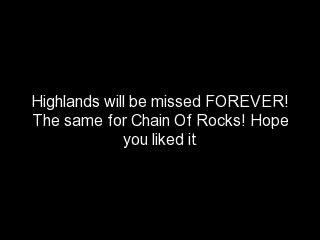 Highlands will be missed FOREVER!
The same for Chain Of Rocks! Hope
you liked it